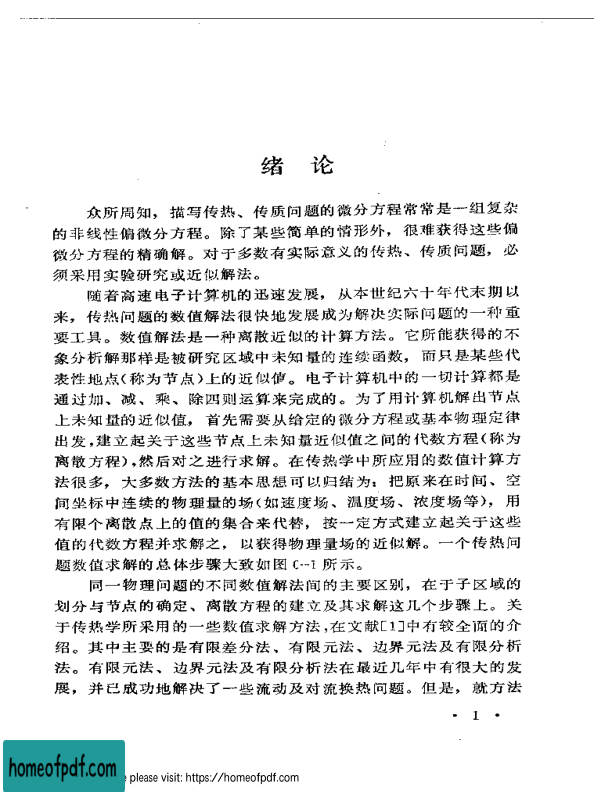 绪 论
众所周知，描写传热、传质问题的微分方程常常是一组复杂
的非线性偏微分方程。除了某些简单的情形外，很难获得这些偏
微分方程的精确解。对于多数有实际意义的传热、传质问题，必
须采用实验研究或近似解法。
随着高速电子计算机的迅速发展，从本世纪六十年代末期以
来，传热问题的数值解法很快地发展成为解决实际问题的一种重
要工具。数值解法是一种离散近似的计算方法。它所能获得的不
象分析解那样是被研究区域中未知量的连续函数，而只是某些代
表性地点(称为节点)上的近似值。电子计算机中的一切计算都是
通过加、减、乘、除四则运算来完成的。为了用计算机解出节点
上未知量的近似值，首先需要从给定的微分方程或基本物理定律
出发,建立起关于这些节点上未知量近似值之间的代数方程(称为
离散方程),然后对之进行求解。在传热学中所应用的数值计算方
法很多，大多数方法的基本思想可以归结为：把原来在时间、空
间坐标中连续的物理量的场(如速度场、温度场、浓度场等)，用
有限个离散点上的值的集合来代替，按一定方式建立起关于这些
值的代数方程并求解之，以获得物理量场的近似解。一个传热问
题数值求解的总体步骤大致如图 0-1 所示。
同一物理问题的不同数值解法间的主要区别，在于子区域的
划分与节点的确定、离散方程的建立及其求解这几个步骤上。关
于传热学所采用的一些数值求解方法,在文献[1]中有较全面的介
绍。其中主要的是有限差分法、有限元法、边界元法及有限分析
法。有限元法、边界元法及有限分析法在最近几年中有很大的发
展，并已成功地解决了一些流动及对流换热问题。但是，就方法
• 1 •
homeofpdf.com
please visit: https://homeofpdf.com